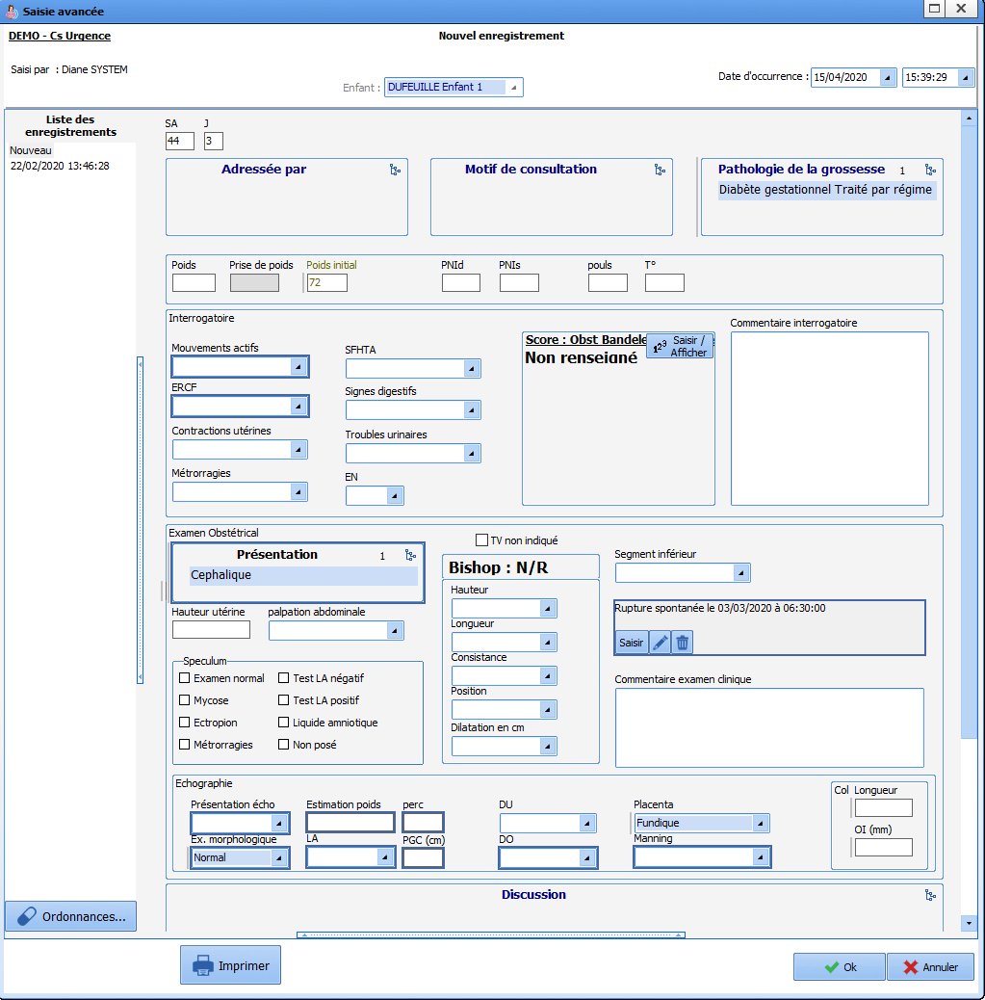 Saisie avancée
DEMO - Cs Urgence
Nouvel enregistrement
Saisi par : Diane SYSTEM
Enfant : DUFEUILLE Enfant 1
Date d'occurrence : 15/04/2020 15:39:29
Liste des
enregistrements
Nouveau
22/02/2020 13:46:28
SA J
44 3
Adressée par
Motif de consultation
Pathologie de la grossesse 1
Diabète gestationnel Traité par régime
Poids Prise de poids Poids initial PNId PNIs pouls T°
72
Interrogatoire
Mouvements actifs
ERCF
Contractions utérines
Métrorragies
SFHTA
Signes digestifs
Troubles urinaires
EN
Score : Obst Bandele
Non renseigné
123 Saisir /
Afficher
Commentaire interrogatoire
Examen Obstétrical
Présentation 1
Cephalique
Hauteur utérine palpation abdominale
Speculum
Examen normal Test LA négatif
Mycose Test LA positif
Ectropion Liquide amniotique
Métrorragies Non posé
TV non indiqué
Bishop : N/R
Hauteur
Longueur
Consistance
Position
Dilatation en cm
Segment inférieur
Rupture spontanée le 03/03/2020 à 06:30:00
Saisir
Commentaire examen clinique
Echographie
Présentation écho Estimation poids perc DU Placenta
Fundique
Ex. morphologique LA PGC (cm) DO Manning
Normal
Col Longueur
OI (mm)
Discussion
Ordonnances...
Imprimer
Ok
Annuler